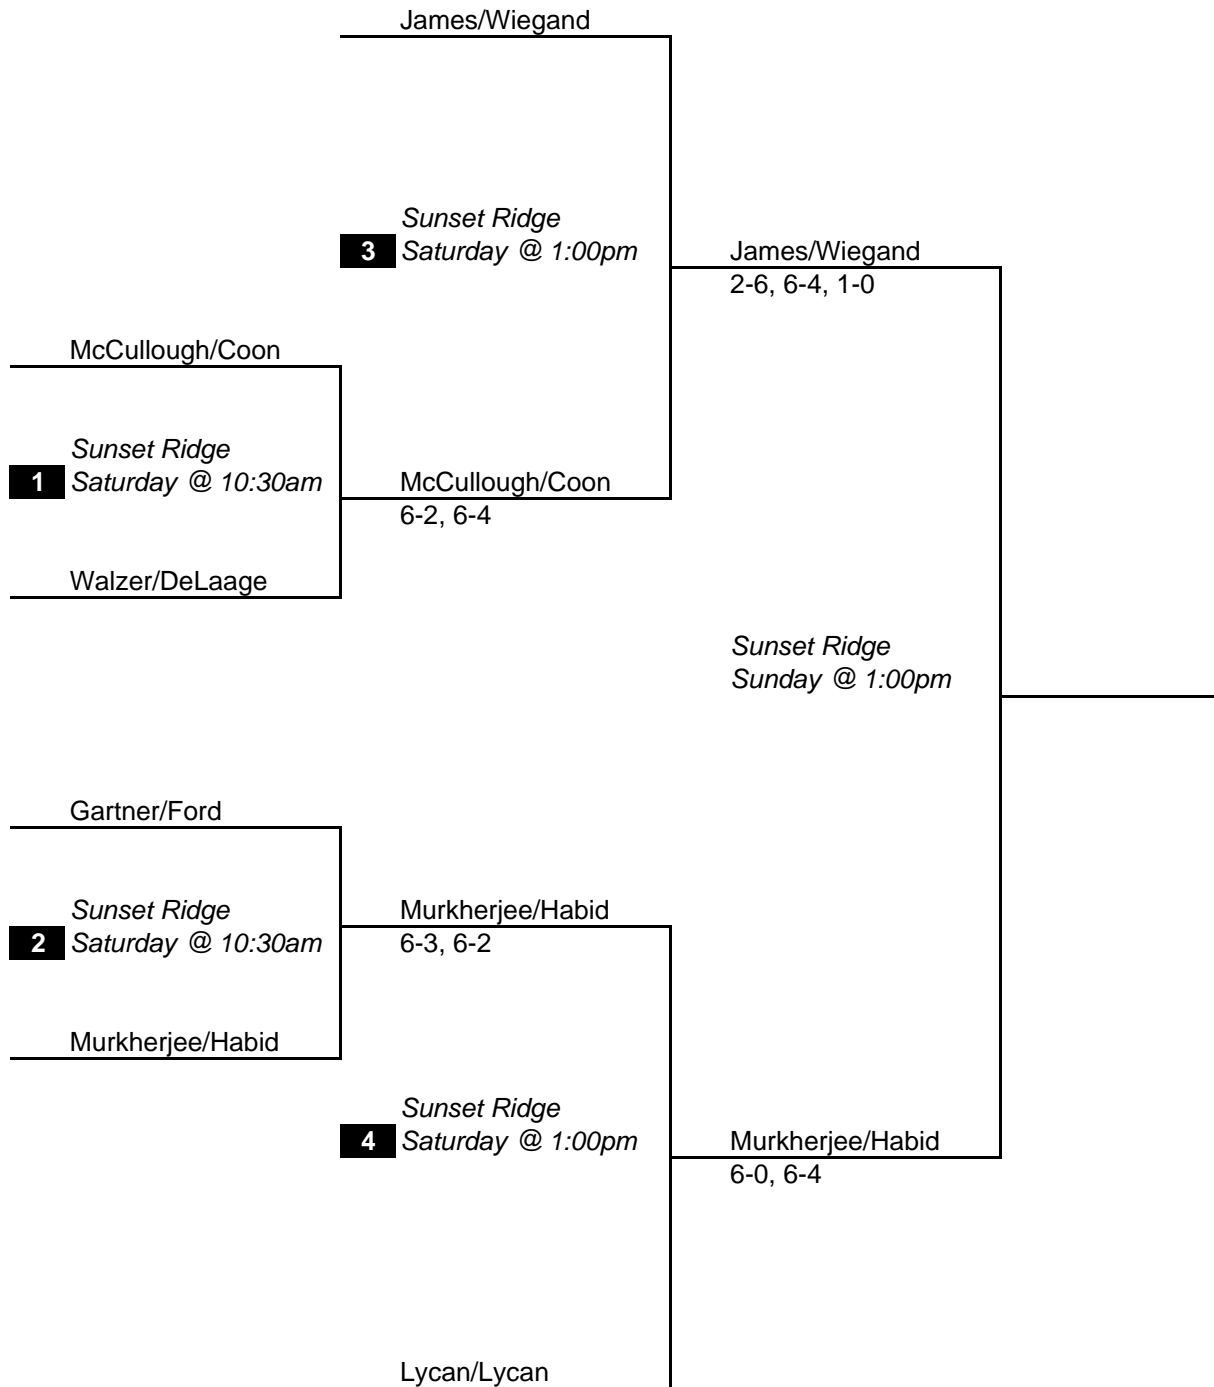 James/Wiegand
Sunset Ridge
3 Saturday @ 1:00pm
James/Wiegand
2-6, 6-4, 1-0
McCullough/Coon
Sunset Ridge
1 Saturday @ 10:30am
McCullough/Coon
6-2, 6-4
Walzer/DeLaage
Sunset Ridge
Sunday @ 1:00pm
Gartner/Ford
Sunset Ridge
2 Saturday @ 10:30am
Murkherjee/Habid
6-3, 6-2
Murkherjee/Habid
Sunset Ridge
4 Saturday @ 1:00pm
Murkherjee/Habid
6-0, 6-4
Lycan/Lycan